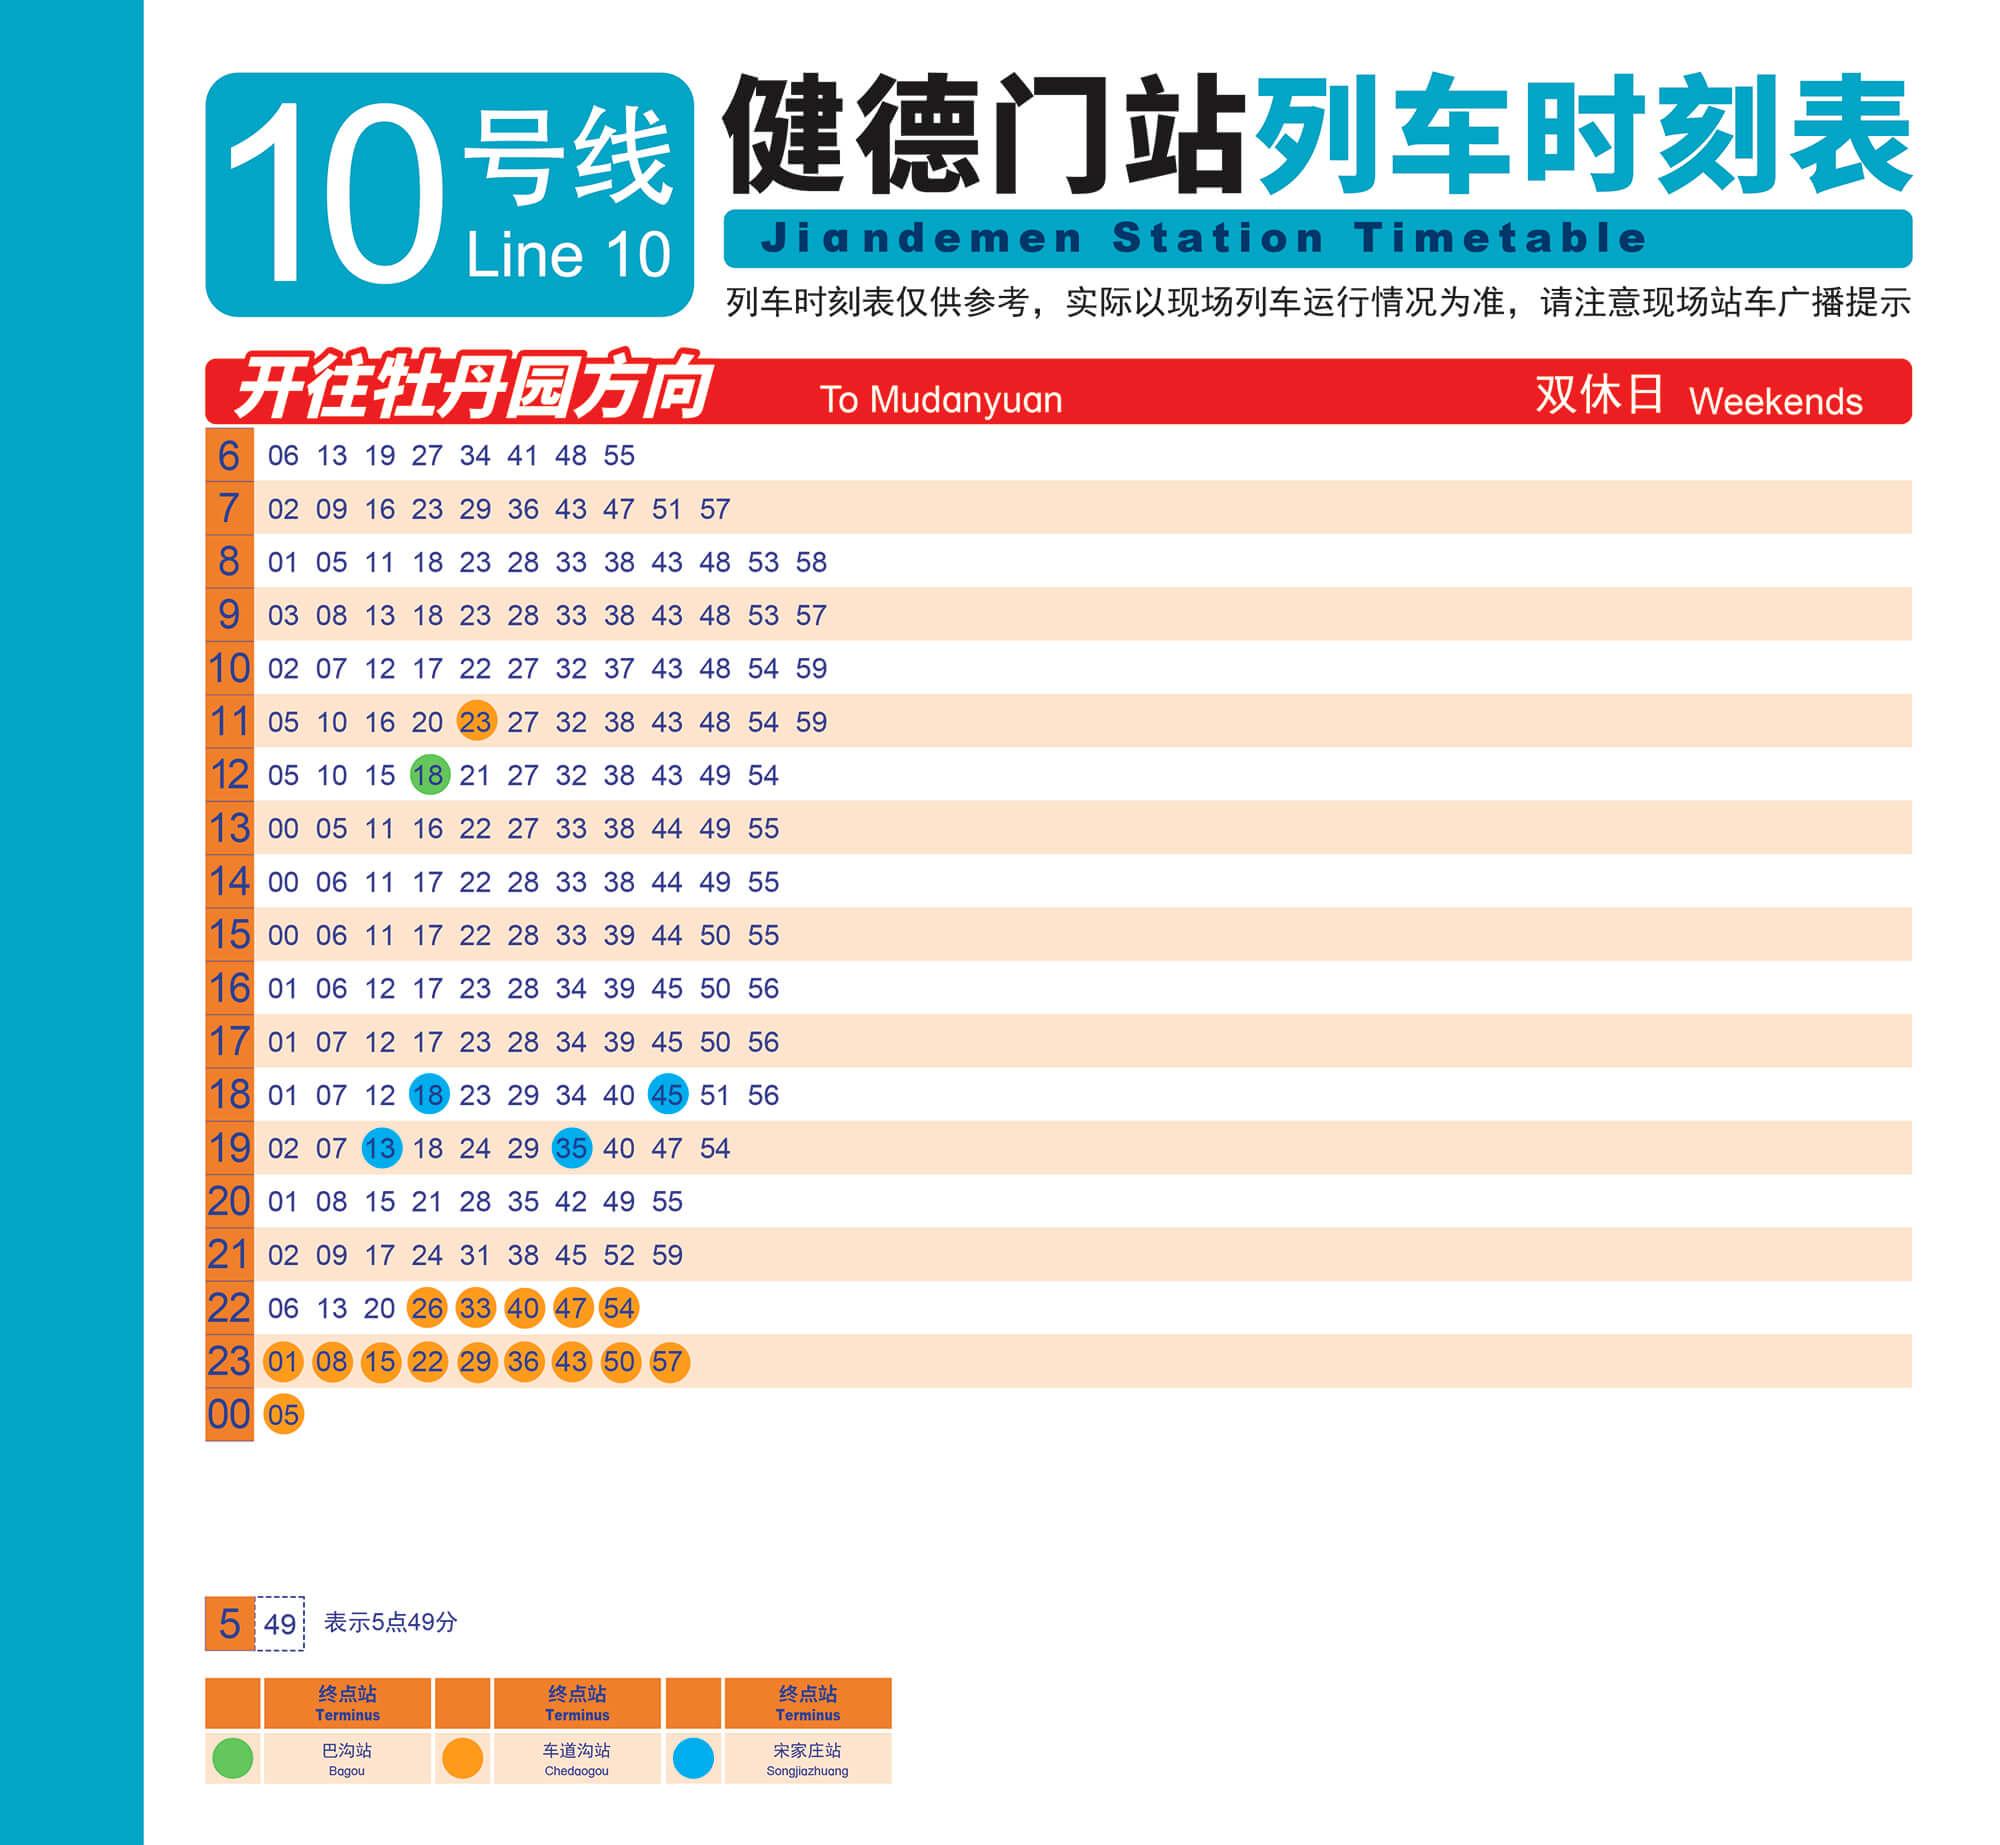 10号线
Line 10
健德门站列车时刻表
Jiandemen Station Timetable
列车时刻表仅供参考，实际以现场列车运行情况为准，请注意现场站车广播提示
开往牡丹园方向 To Mudanyuan 双休日 Weekends
6 06 13 19 27 34 41 48 55
7 02 09 16 23 29 36 43 47 51 57
8 01 05 11 18 23 28 33 38 43 48 53 58
9 03 08 13 18 23 28 33 38 43 48 53 57
10 02 07 12 17 22 27 32 37 43 48 54 59
11 05 10 16 20 23 27 32 38 43 48 54 59
12 05 10 15 18 21 27 32 38 43 49 54
13 00 05 11 16 22 27 33 38 44 49 55
14 00 06 11 17 22 28 33 38 44 49 55
15 00 06 11 17 22 28 33 39 44 50 55
16 01 06 12 17 23 28 34 39 45 50 56
17 01 07 12 17 23 28 34 39 45 50 56
18 01 07 12 18 23 29 34 40 45 51 56
19 02 07 13 18 24 29 35 40 47 54
20 01 08 15 21 28 35 42 49 55
21 02 09 17 24 31 38 45 52 59
22 06 13 20 26 33 40 47 54
23 01 08 15 22 29 36 43 50 57
00 05
5 49 表示5点49分
终点站 终点站 终点站
Terminus Terminus Terminus
巴沟站 车道沟站 宋家庄站
Bagou Chedaogou Songjiazhuang